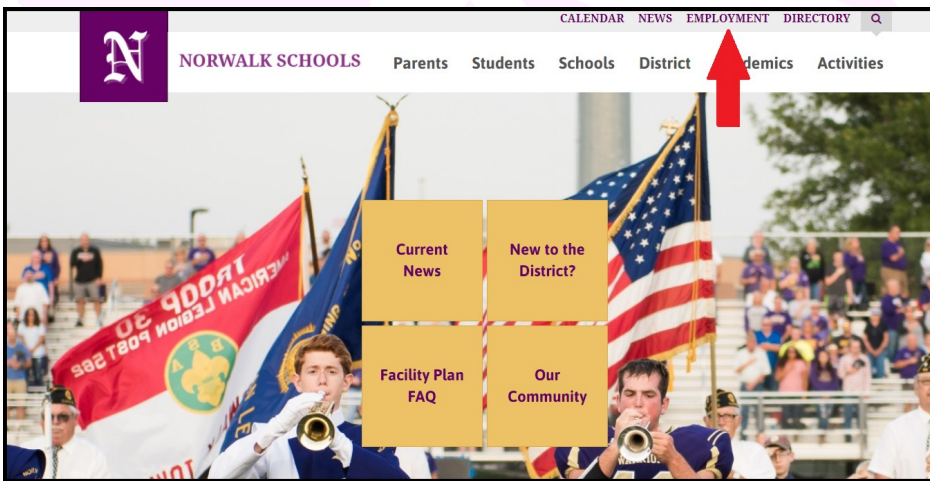 CALENDAR NEWS EMPLOYMENT DIRECTORY
N
NORWALK SCHOOLS
Parents Students Schools District demics Activities
TROOP 30
AMERICAN LEGION POST 562
BSA
Current
News
New to the
District?
Facility Plan
FAQ
Our
Community